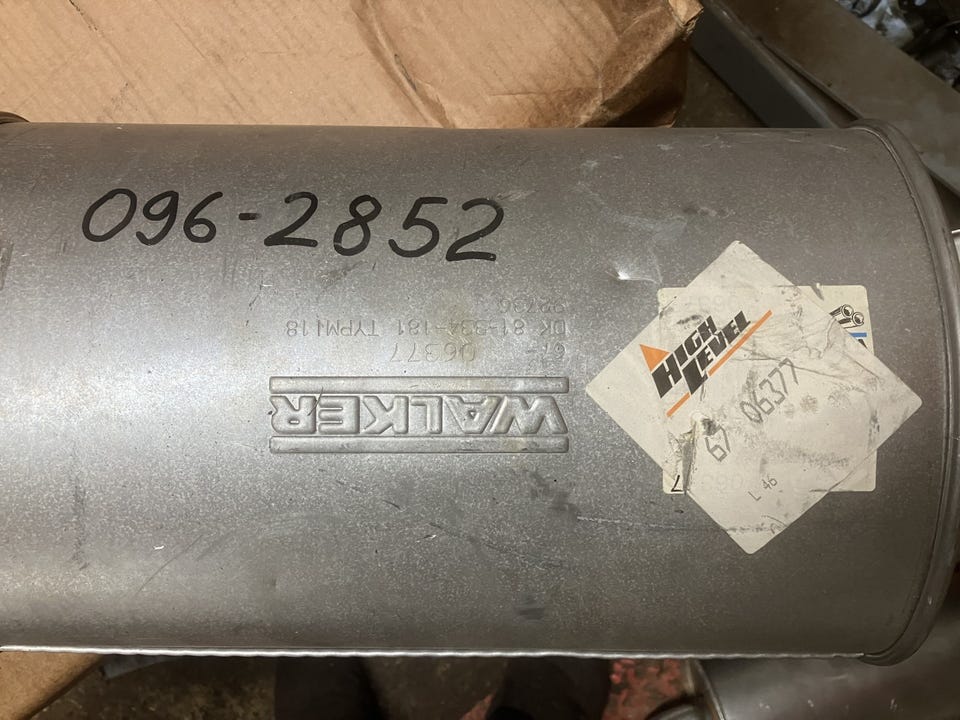 096-2852
WALKER
67- 06377
DK 81-334-181 TYPM118
HIGH
LEVEL
67 06377
L 46